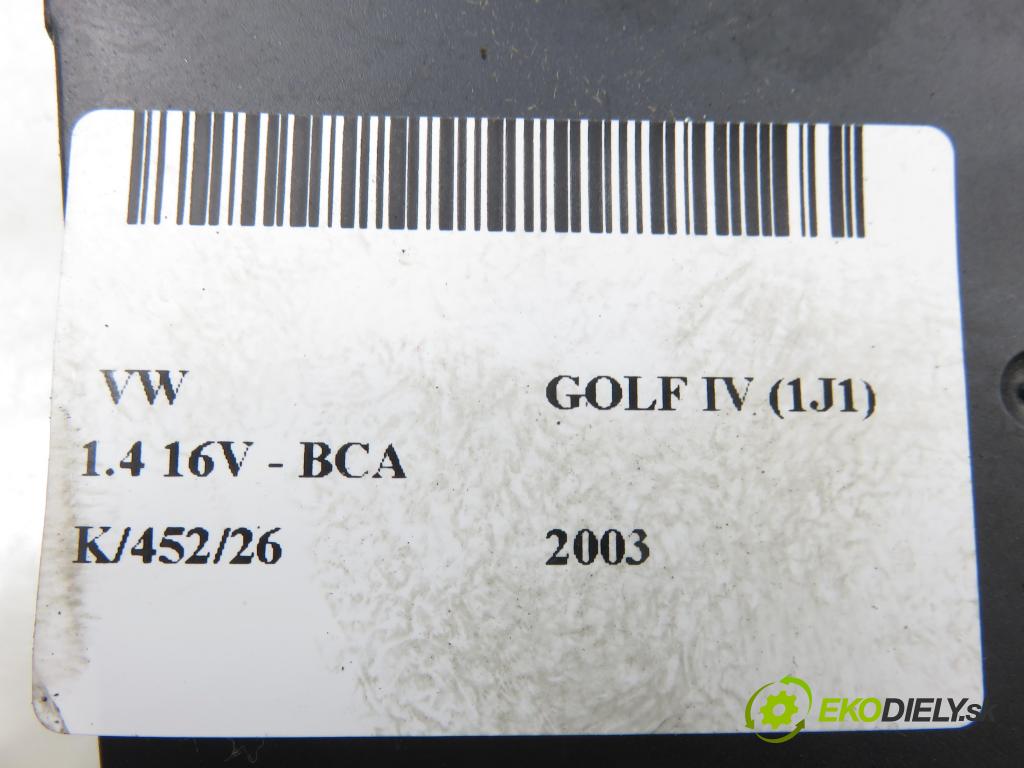 VW GOLF IV (1J1)
1.4 16V - BCA
K/452/26 2003
EKODIELY.sk